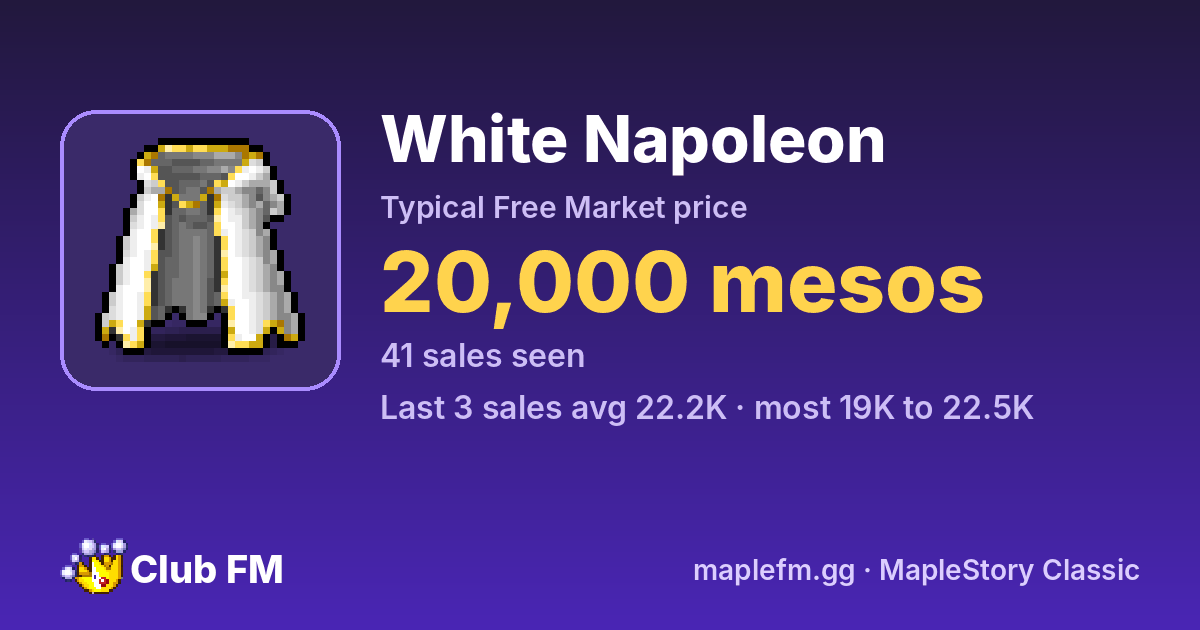 White Napoleon
Typical Free Market price
20,000 mesos
41 sales seen
Last 3 sales avg 22.2K · most 19K to 22.5K
Club FM
maplefm.gg · MapleStory Classic